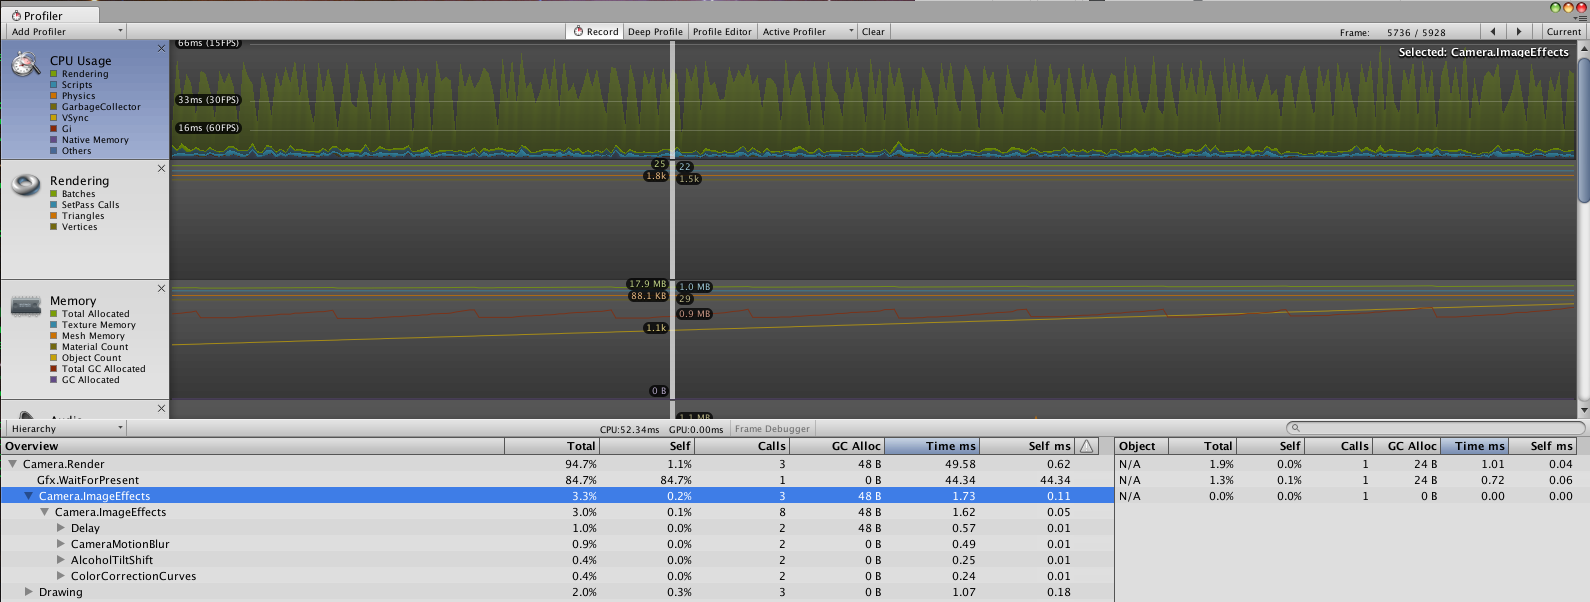 Profiler
Add Profiler Record Deep Profile Profiler Editor Active Profiler Clear Frame: 5736 / 5928 Current
CPU Usage
Rendering
Scripts
Physics
GarbageCollector
VSync
Gi
Native Memory
Others
66ms (15FPS)
33ms (30FPS)
16ms (60FPS)
Selected: Camera.ImageEffects
Rendering
Batches
SetPass Calls
Triangles
Vertices
25 22
1.8k 1.5k
Memory
Total Allocated
Texture Memory
Mesh Memory
Material Count
Object Count
Total GC Allocated
GC Allocated
17.9 MB 1.0 MB
88.1 KB 29
0.9 MB
1.1k
0 B
Audio
1.1 MB
Hierarchy CPU:52.34ms GPU:0.00ms Frame Debugger
Overview Total Self Calls GC Alloc Time ms Self ms
Camera.Render 94.7% 1.1% 3 48 B 49.58 0.62
Gfx.WaitForPresent 84.7% 84.7% 1 0 B 44.34 44.34
Camera.ImageEffects 3.3% 0.2% 3 48 B 1.73 0.11
Camera.ImageEffects 3.0% 0.1% 8 48 B 1.62 0.05
Delay 1.0% 0.0% 2 48 B 0.57 0.01
CameraMotionBlur 0.9% 0.0% 2 0 B 0.49 0.01
AlcoholTiltShift 0.4% 0.0% 2 0 B 0.25 0.01
ColorCorrectionCurves 0.4% 0.0% 2 0 B 0.24 0.01
Drawing 2.0% 0.3% 3 0 B 1.07 0.18
Object Total Self Calls GC Alloc Time ms Self ms
N/A 1.9% 0.0% 1 24 B 1.01 0.04
N/A 1.3% 0.1% 1 24 B 0.72 0.06
N/A 0.0% 0.0% 1 0 B 0.00 0.00